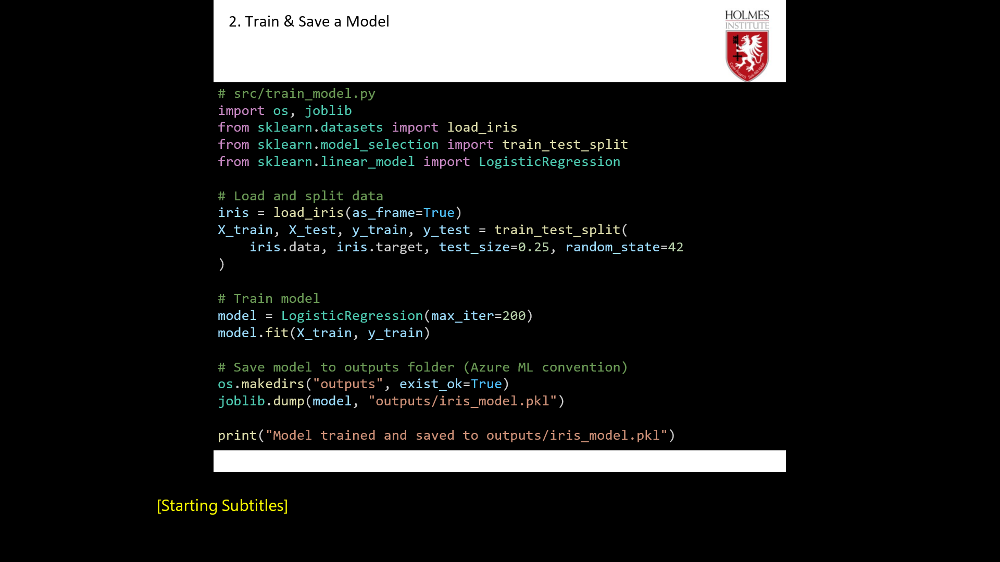 2. Train & Save a Model
HOLMES
INSTITUTE
# src/train_model.py
import os, joblib
from sklearn.datasets import load_iris
from sklearn.model_selection import train_test_split
from sklearn.linear_model import LogisticRegression
# Load and split data
iris = load_iris(as_frame=True)
X_train, X_test, y_train, y_test = train_test_split(
    iris.data, iris.target, test_size=0.25, random_state=42
)
# Train model
model = LogisticRegression(max_iter=200)
model.fit(X_train, y_train)
# Save model to outputs folder (Azure ML convention)
os.makedirs("outputs", exist_ok=True)
joblib.dump(model, "outputs/iris_model.pkl")
print("Model trained and saved to outputs/iris_model.pkl")
[Starting Subtitles]